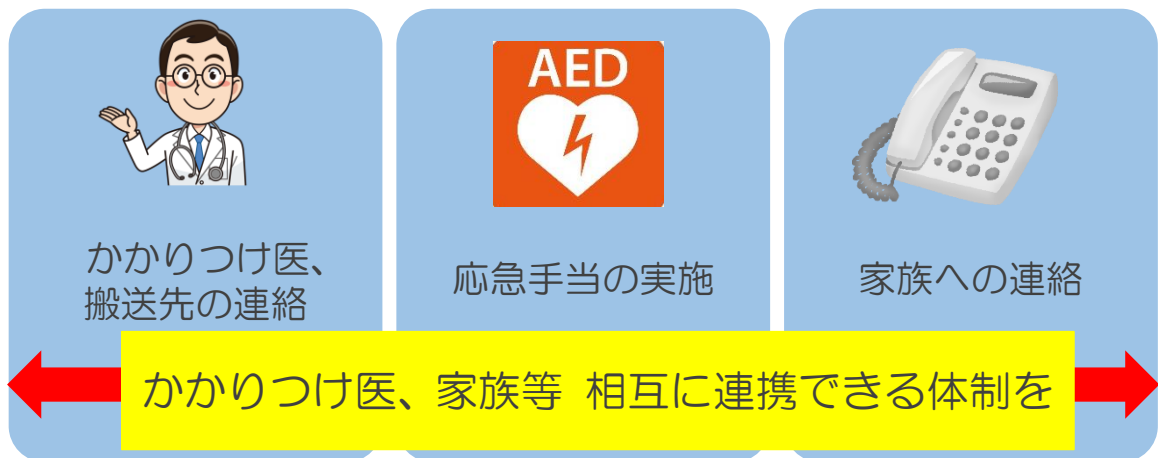 かかりつけ医、
搬送先の連絡
AED
応急手当の実施
家族への連絡
かかりつけ医、家族等 相互に連携できる体制を